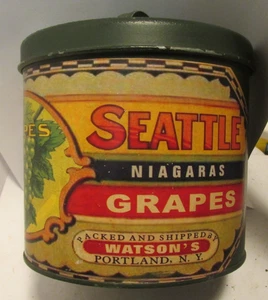 PES
SEATTLE
NIAGARAS
GRAPES
PACKED AND SHIPPED BY
WATSON'S
PORTLAND, N.Y